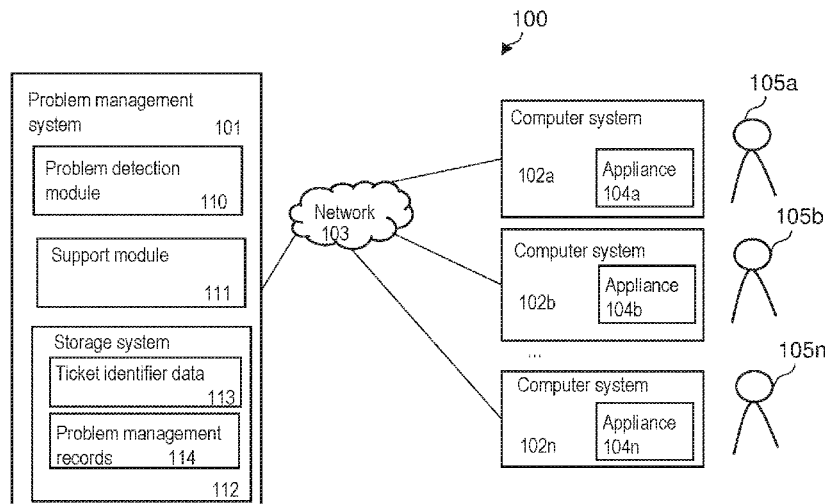 100
Problem management
system 101
Problem detection
module
110
Support module
111
Storage system
Ticket identifier data
113
Problem management
records 114
112
Network
103
Computer system
102a
Appliance
104a
105a
Computer system
102b
Appliance
104b
105b
...
Computer system
102n
Appliance
104n
105n